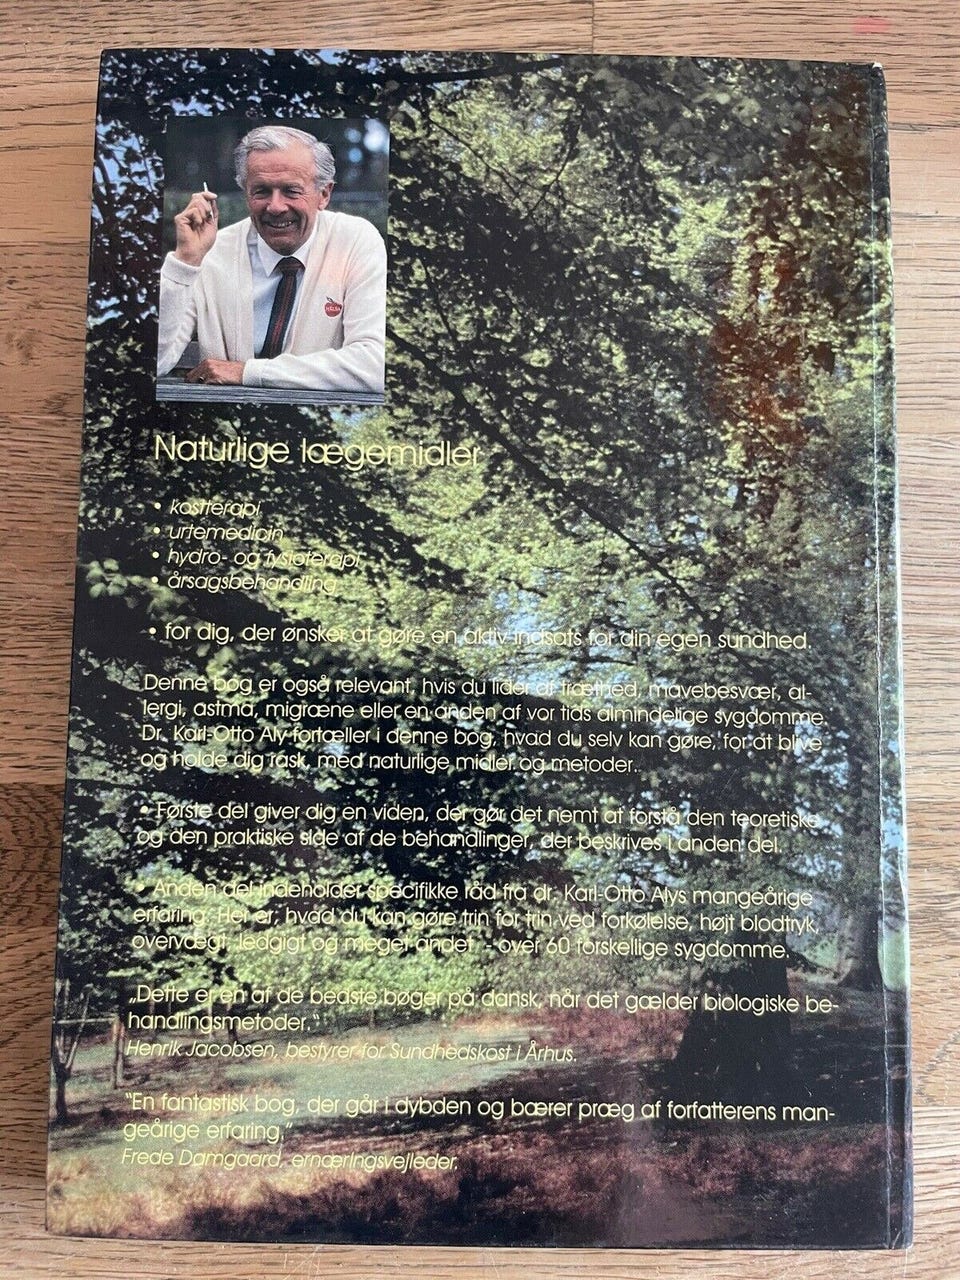 HÄLSA
Naturlige lægemidler
• kostterapi
• urtemedicin
• hydro- og fysioterapi
• årsagsbehandling
• for dig, der ønsker at gøre en aktiv indsats for din egen sundhed.
Denne bog er også relevant, hvis du lider af træthed, mavebesvær, al-
lergi, astma, migræne eller en anden af vor tids almindelige sygdomme.
Dr. Karl-Otto Aly fortæller i denne bog, hvad du selv kan gøre, for at blive
og holde dig rask, med naturlige midler og metoder.
• Første del giver dig en viden, der gør det nemt at forstå den teoretiske
og den praktiske side af de behandlinger, der beskrives i anden del.
• Anden del indeholder specifikke råd fra dr. Karl-Otto Alys mangeårige
erfaring. Her er, hvad du kan gøre trin for trin ved forkølelse, højt blodtryk,
overvægt, ledgigt og meget andet - over 60 forskellige sygdomme.
„Dette er en af de bedste bøger på dansk, når det gælder biologiske be-
handlingsmetoder.“
Henrik Jacobsen, bestyrer for Sundhedskost i Århus.
"En fantastisk bog, der går i dybden og bærer præg af forfatterens man-
geårige erfaring."
Frede Damgaard, ernæringsvejleder.